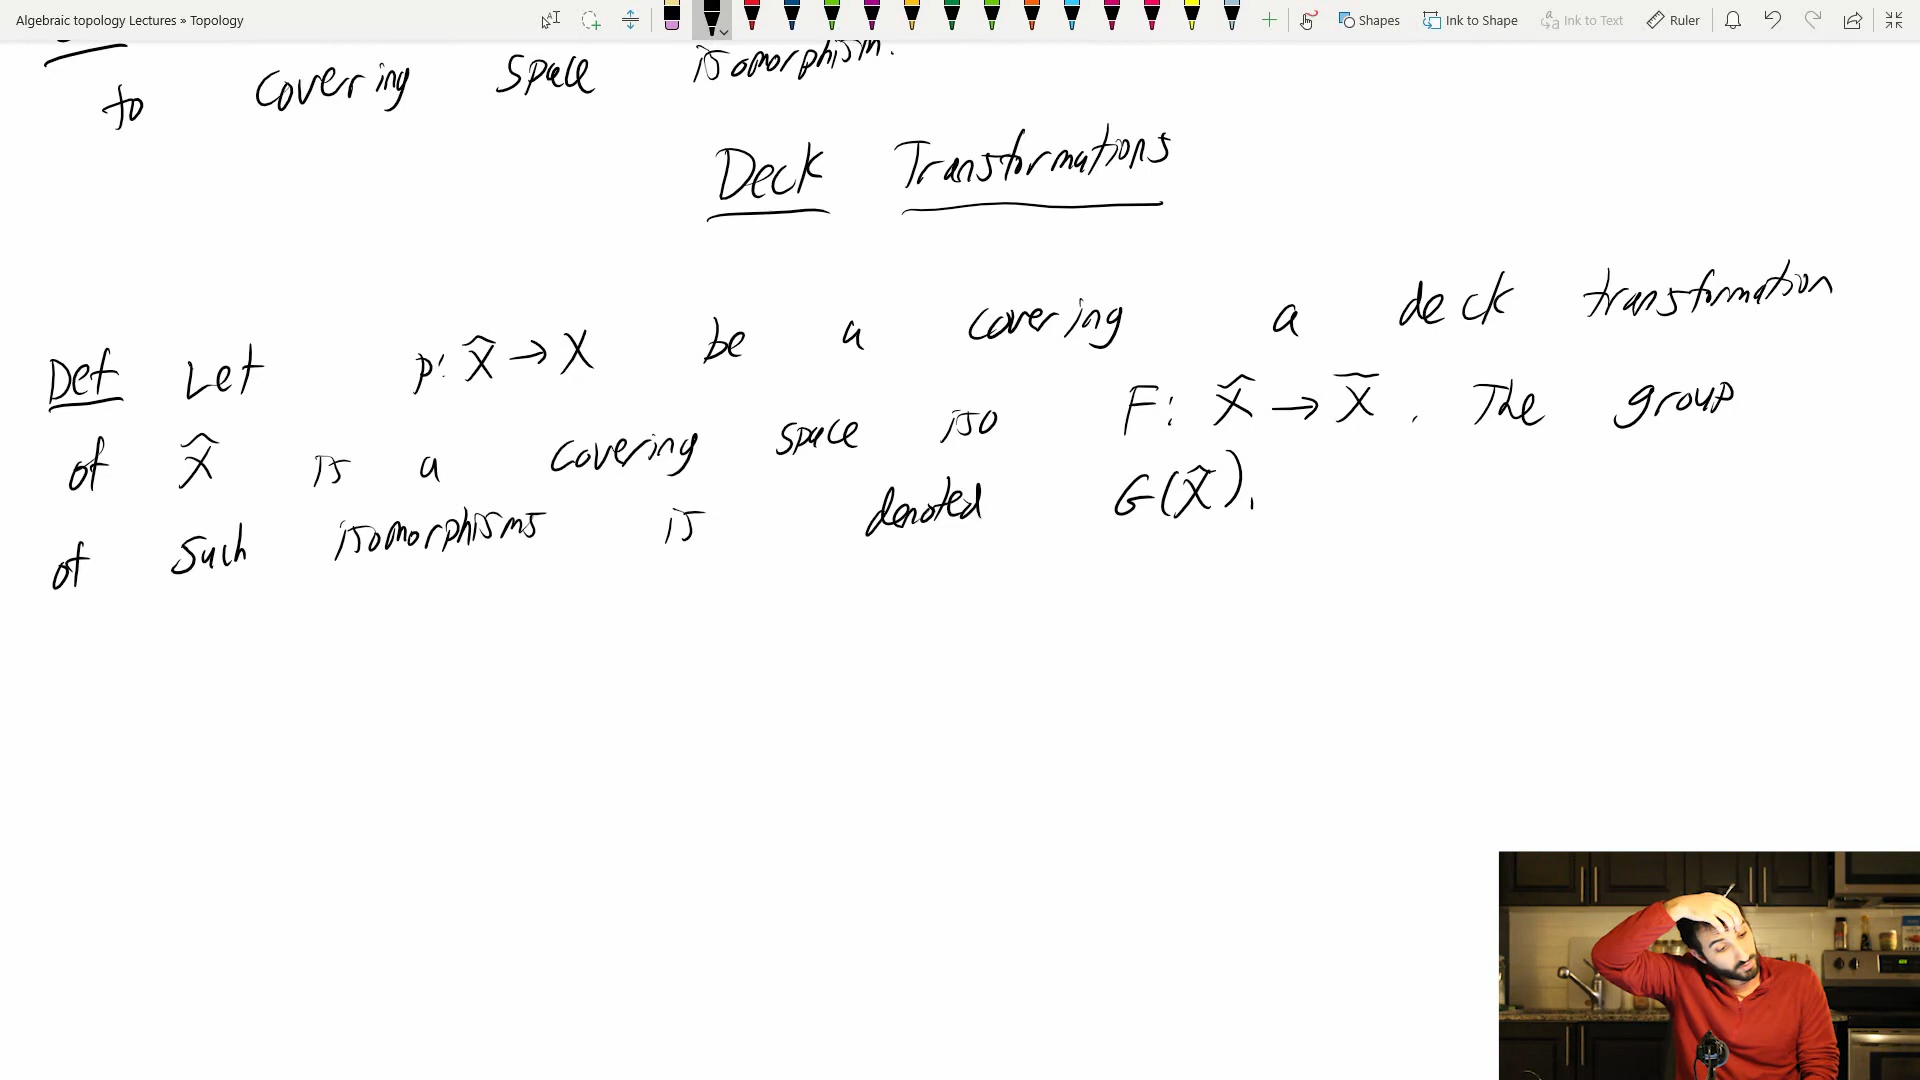 Algebraic topology Lectures » Topology
Shapes Ink to Shape Ink to Text Ruler
to covering space isomorphism.
Deck Transformations
Def Let p: X̃ → X be a covering a deck transformation
of X̃ is a covering space iso F: X̃ → X̃. The group
of such isomorphisms is denoted G(X̃).